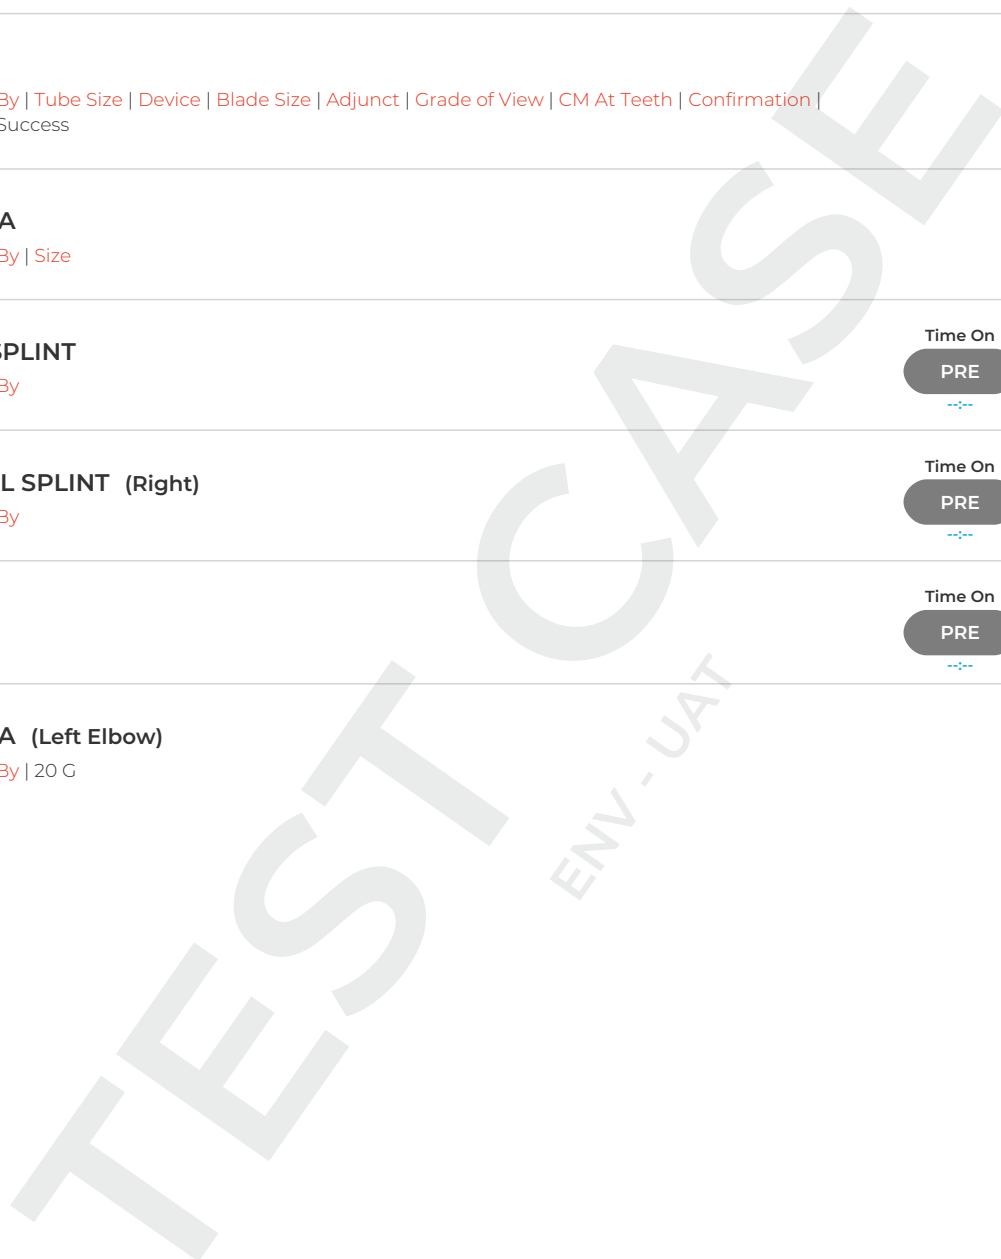 By | Tube Size | Device | Blade Size | Adjunct | Grade of View | CM At Teeth | Confirmation |
Success
A
By | Size
SPLINT
By
Time On
PRE
--:--
L SPLINT (Right)
By
Time On
PRE
--:--
Time On
PRE
--:--
A (Left Elbow)
By | 20 G
TEST CASE
ENV - UAT